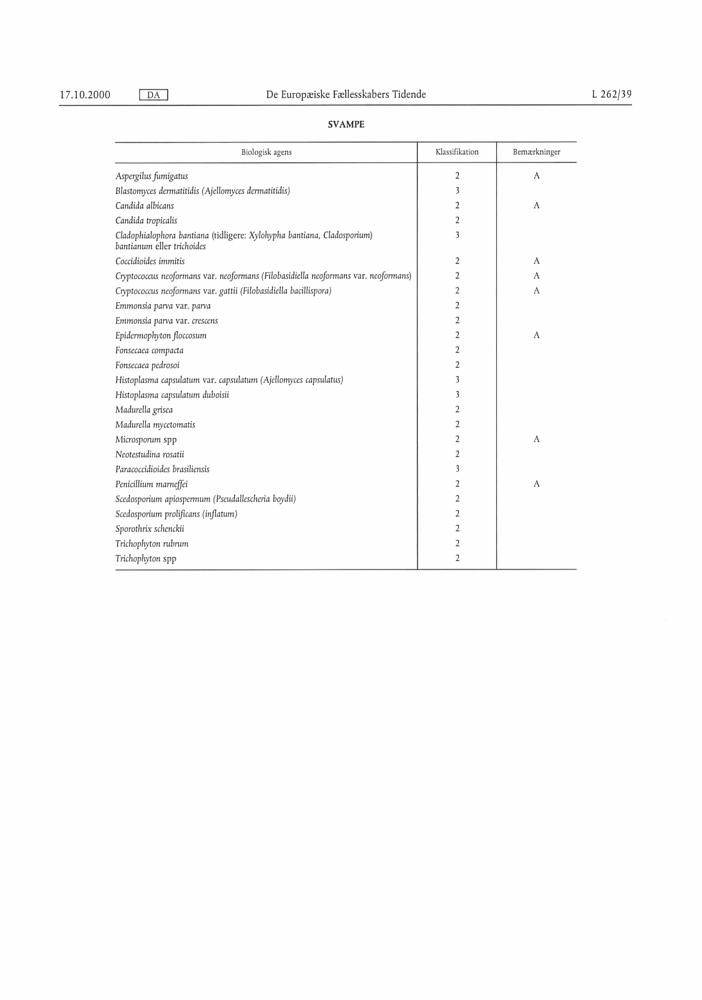 17.10.2000 DA De Europæiske Fællesskabers Tidende L 262/39
SVAMPE
Biologisk agens Klassifikation Bemærkninger
Aspergilus fumigatus 2 A
Blastomyces dermatitidis (Ajellomyces dermatitidis) 3
Candida albicans 2 A
Candida tropicalis 2
Cladophialophora bantiana (tidligere: Xylohypha bantiana, Cladosporium) 3
bantianum eller trichoides
Coccidioides immitis 2 A
Cryptococcus neoformans var. neoformans (Filobasidiella neoformans var. neoformans) 2 A
Cryptococcus neoformans var. gattii (Filobasidiella bacillispora) 2 A
Emmonsia parva var. parva 2
Emmonsia parva var. crescens 2
Epidermophyton floccosum 2 A
Fonsecaea compacta 2
Fonsecaea pedrosoi 2
Histoplasma capsulatum var. capsulatum (Ajellomyces capsulatus) 3
Histoplasma capsulatum duboisii 3
Madurella grisea 2
Madurella mycetomatis 2
Microsporum spp 2 A
Neotestudina rosatii 2
Paracoccidioides brasiliensis 3
Penicillium marneffei 2 A
Scedosporium apiospermum (Pseudallescheria boydii) 2
Scedosporium prolificans (inflatum) 2
Sporothrix schenckii 2
Trichophyton rubrum 2
Trichophyton spp 2